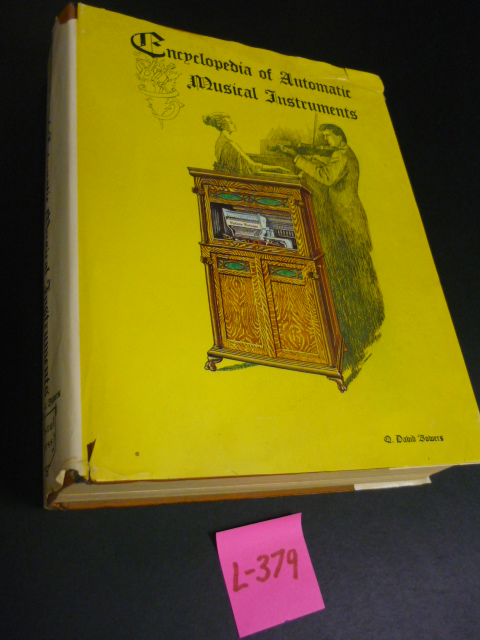 Encyclopedia of Automatic
Musical Instruments
Q. David Bowers
L-379